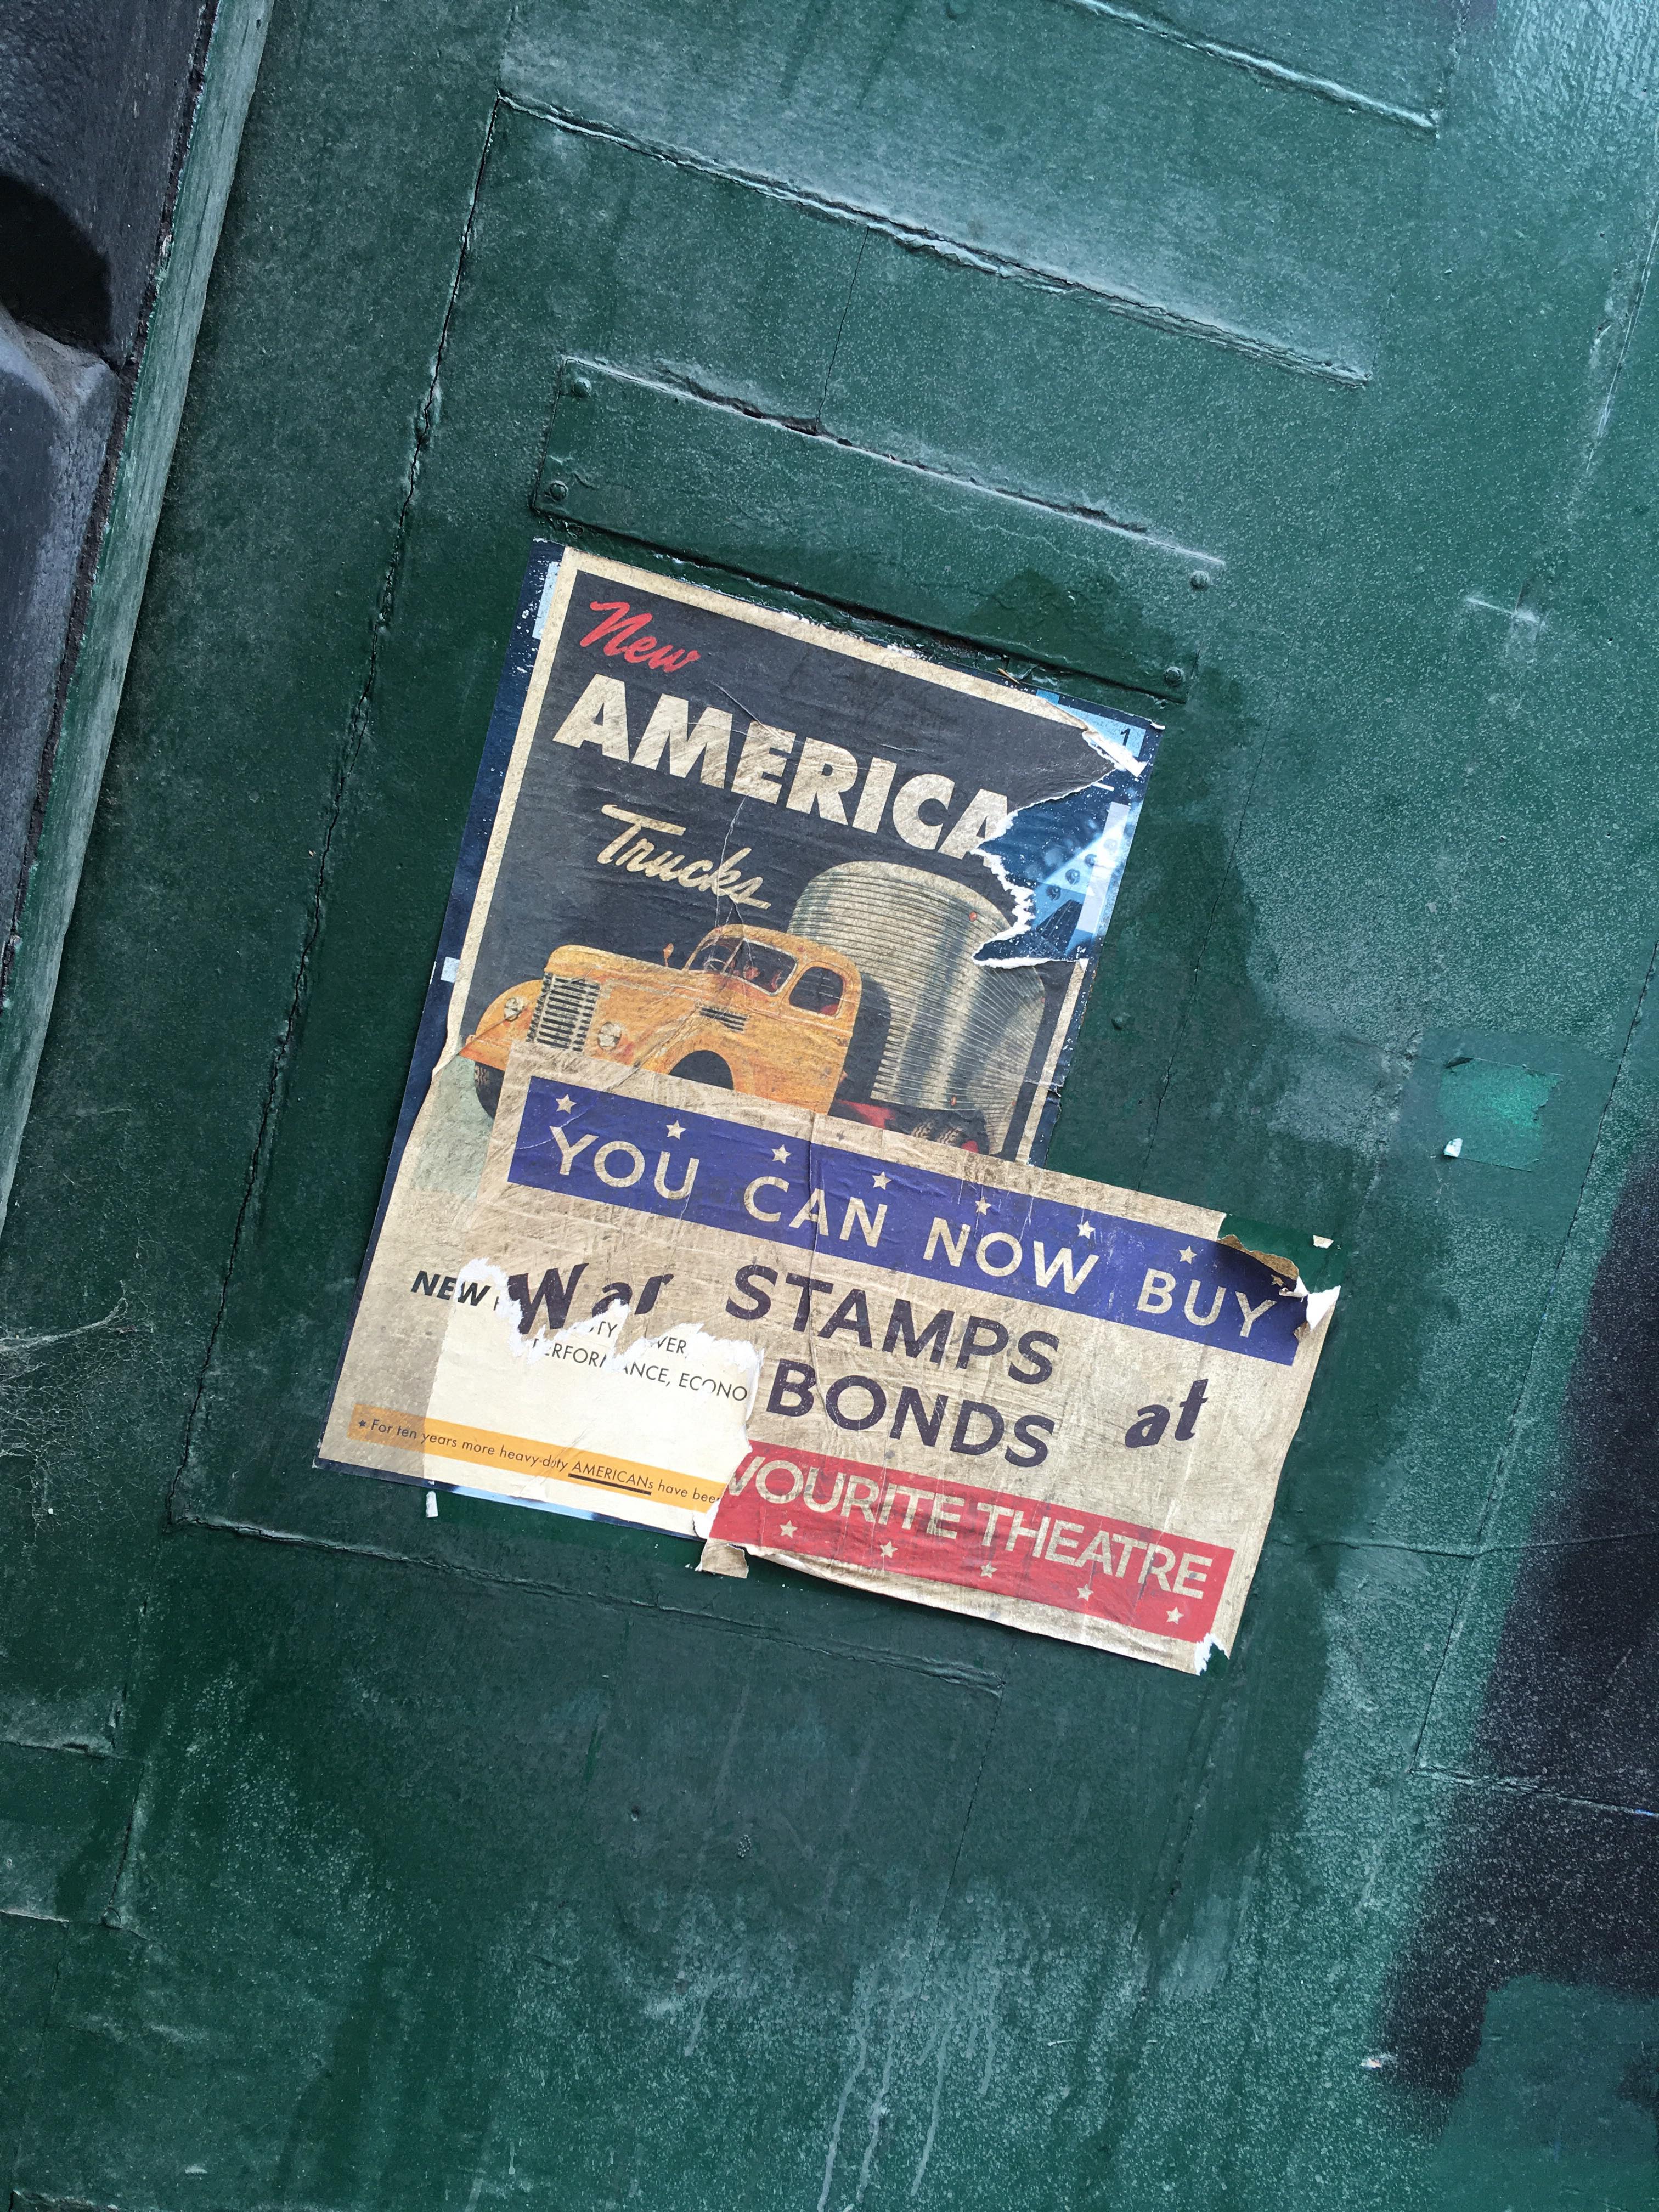 New
AMERICA
Trucks
1
YOU CAN NOW BUY
War STAMPS
BONDS at
VOURITE THEATRE
NEW
PERFORMANCE, ECONO
★ For ten years more heavy-duty AMERICANs have bee